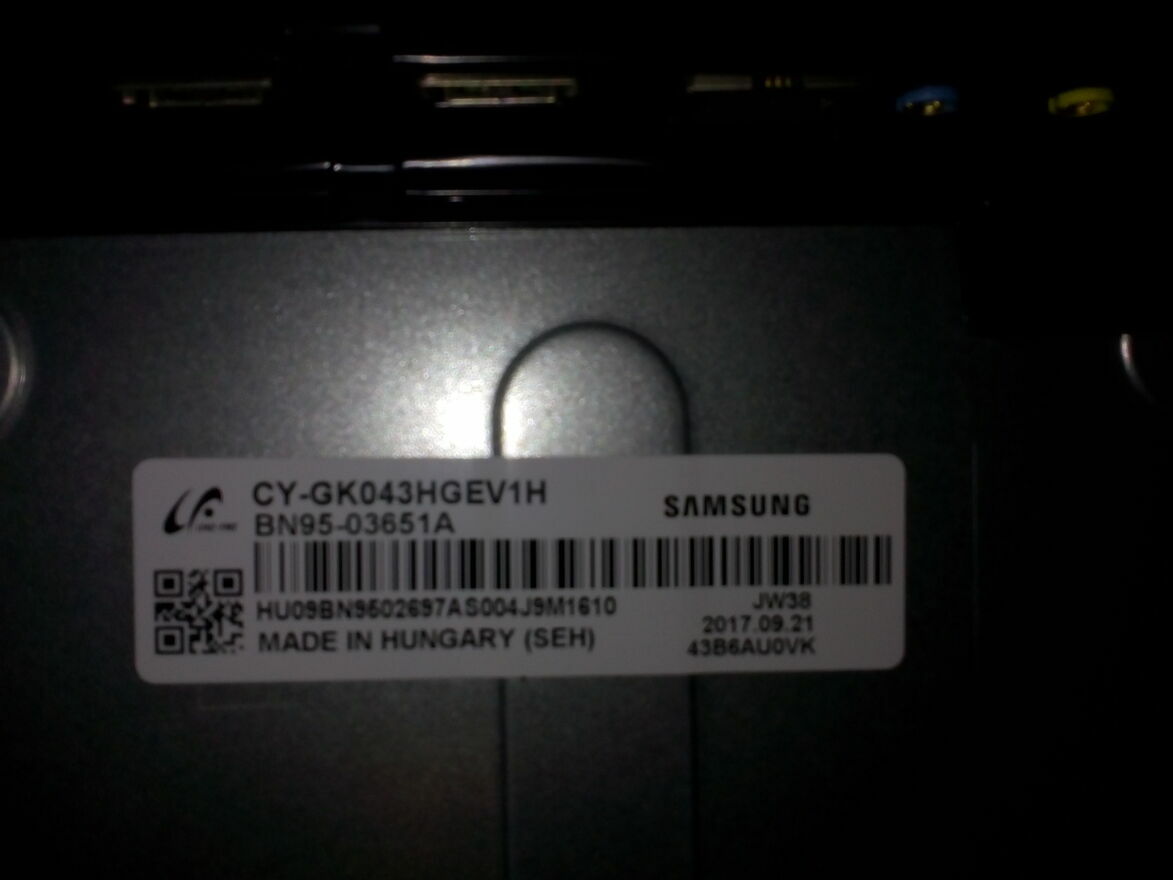 CY-GK043HGEV1H
BN95-03651A
SAMSUNG
HU09BN9502697AS004J9M1610
MADE IN HUNGARY (SEH)
JW38
2017.09.21
43B6AU0VK